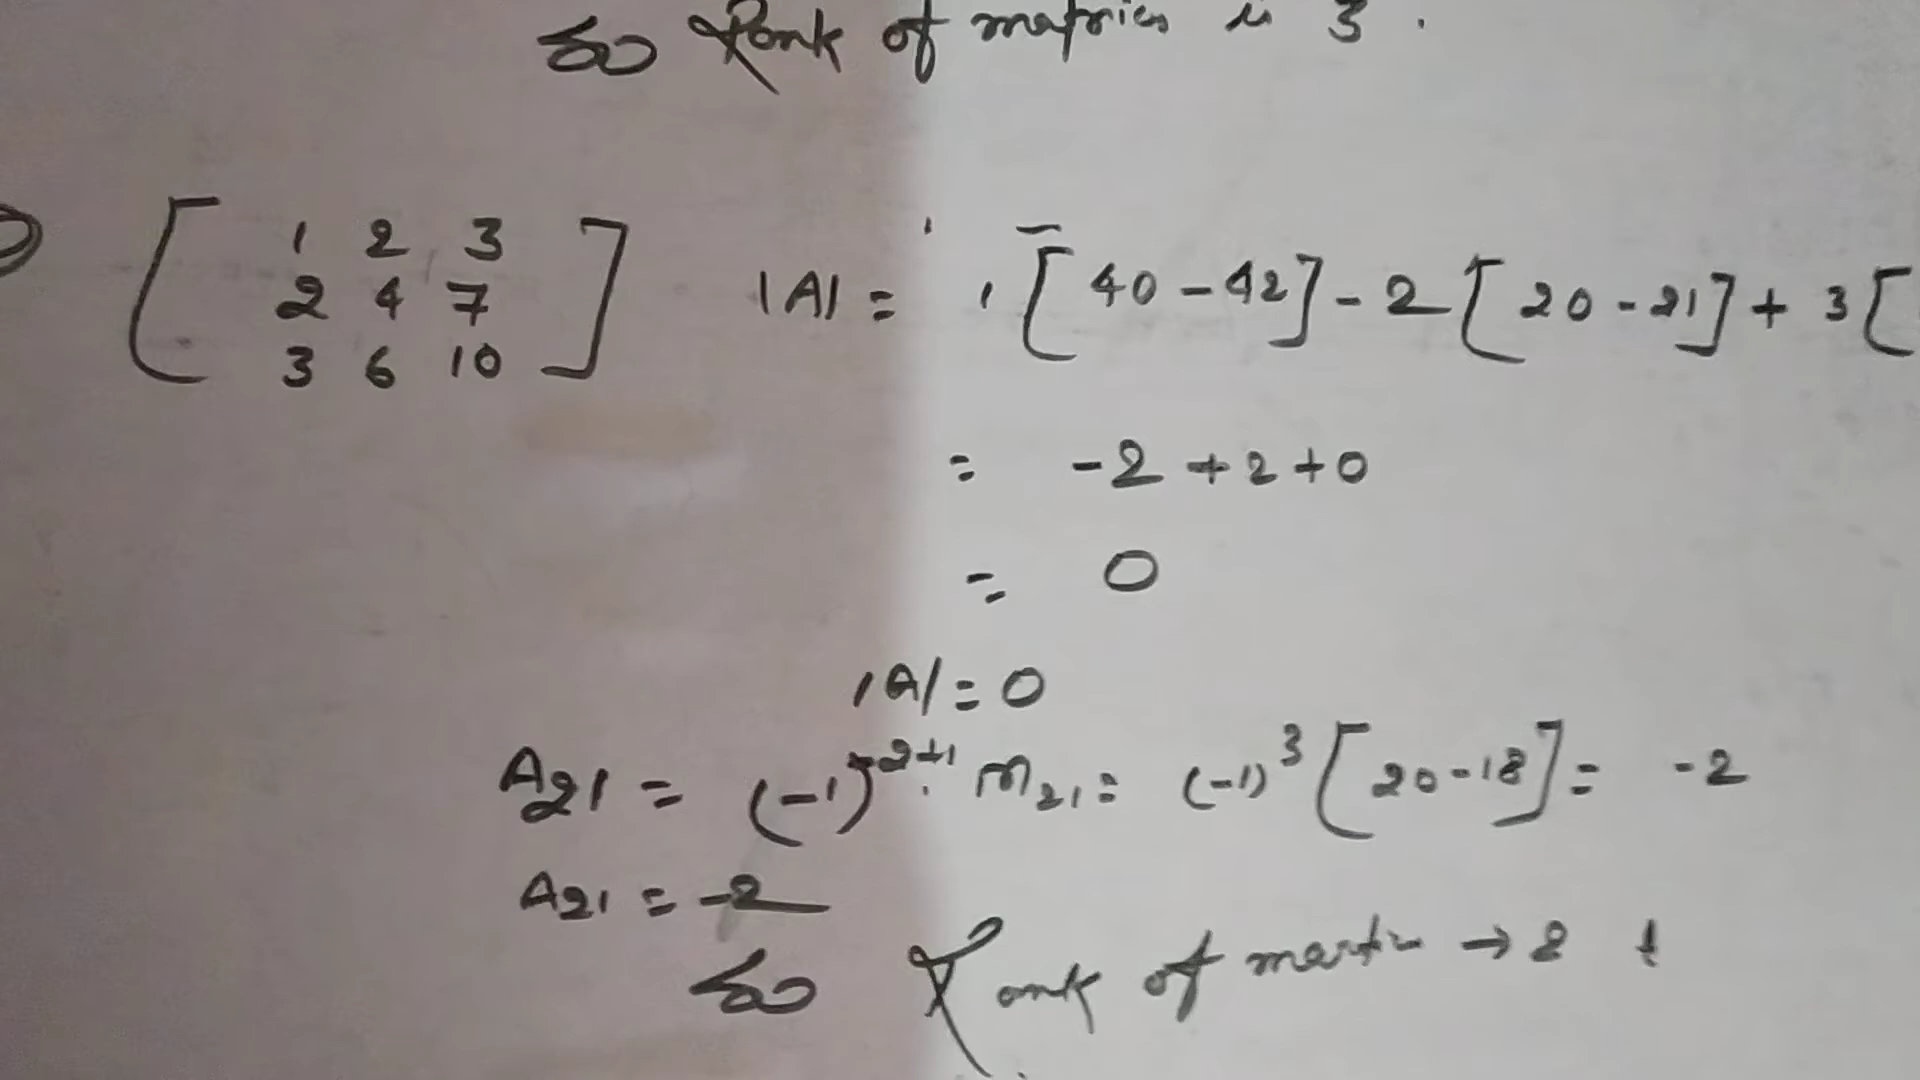 So Rank of matrics is 3.
[ 1 2 3
2 4 7
3 6 10 ]
|A| = 1[40-42]-2[20-21]+3[
= -2+2+0
= 0
|A| = 0
A21 = (-1)^2+1 . M21 = (-1)^3 [20-18] = -2
A21 = -2
So Rank of martix → 2